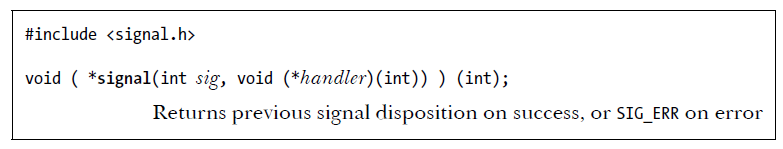 #include <signal.h>
void ( *signal(int sig, void (*handler)(int)) ) (int);
Returns previous signal disposition on success, or SIG_ERR on error